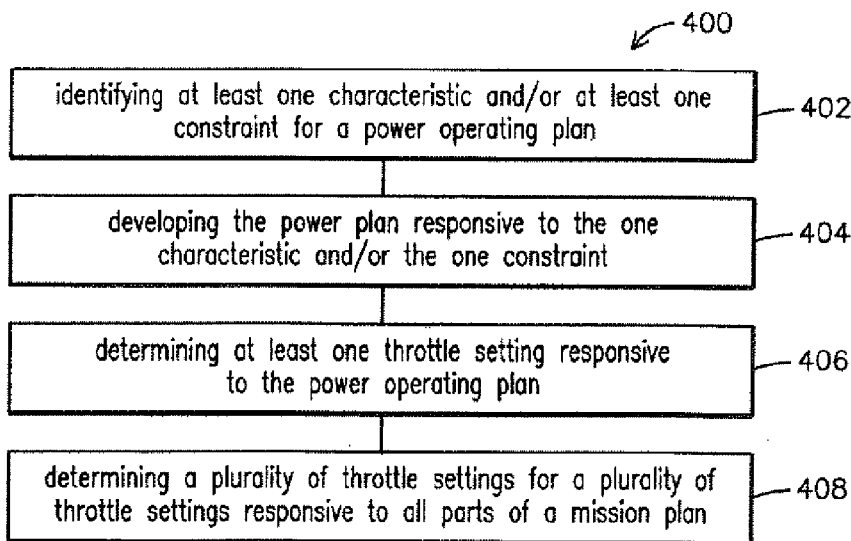 400
identifying at least one characteristic and/or at least one
constraint for a power operating plan
402
developing the power plan responsive to the one
characteristic and/or the one constraint
404
determining at least one throttle setting responsive
to the power operating plan
406
determining a plurality of throttle settings for a plurality of
throttle settings responsive to all parts of a mission plan
408